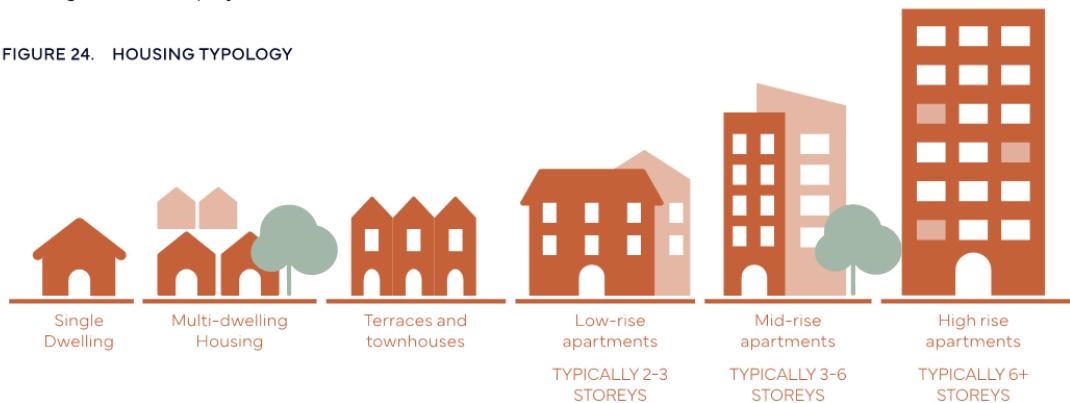 FIGURE 24. HOUSING TYPOLOGY
Single
Dwelling
Multi-dwelling
Housing
Terraces and
townhouses
Low-rise
apartments
TYPICALLY 2-3
STOREYS
Mid-rise
apartments
TYPICALLY 3-6
STOREYS
High rise
apartments
TYPICALLY 6+
STOREYS